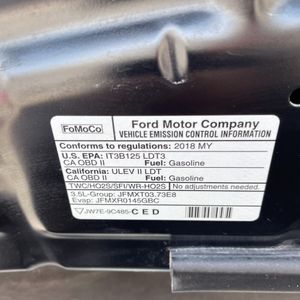 FoMoCo
Ford Motor Company
VEHICLE EMISSION CONTROL INFORMATION
Conforms to regulations: 2018 MY
U.S. EPA: IT3B125 LDT3
CA OBD II Fuel: Gasoline
California: ULEV II LDT
CA OBD II Fuel: Gasoline
TWC/HO2S/SFI/WR-HO2S No adjustments needed.
3.5L-Group: JFMXT03.73E8
Evap: JFMXR0145GBC
JW7E-9C485-CED